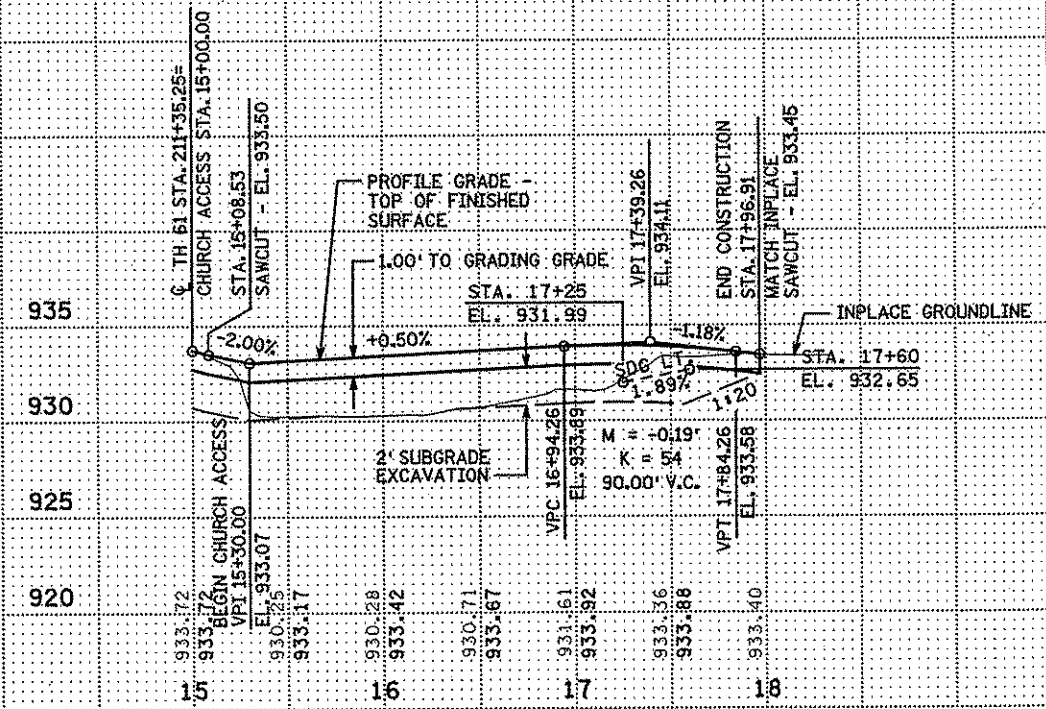 ℄ TH 61 STA. 211+35.25=
CHURCH ACCESS STA. 15+00.00
STA. 15+08.53
SAWCUT - EL. 933.50
PROFILE GRADE -
TOP OF FINISHED
SURFACE
1.00' TO GRADING GRADE
STA. 17+25
EL. 931.99
VPI 17+39.26
EL. 934.11
END CONSTRUCTION
STA. 17+96.91
MATCH INPLACE
SAWCUT - EL. 933.45
INPLACE GROUNDLINE
935
-2.00%
+0.50%
-1.18%
STA. 17+60
EL. 932.65
SDG LT.
1.89%
1:20
930
2' SUBGRADE
EXCAVATION
VPC 16+94.26
EL. 933.89
M = -0.19'
K = 54
90.00' V.C.
VPT 17+84.26
EL. 933.58
925
BEGIN CHURCH ACCESS
VPI 15+30.00
EL. 933.07
920
933.72
933.72
930.25
933.17
930.28
933.42
930.71
933.67
931.61
933.92
933.36
933.88
933.40
15 16 17 18